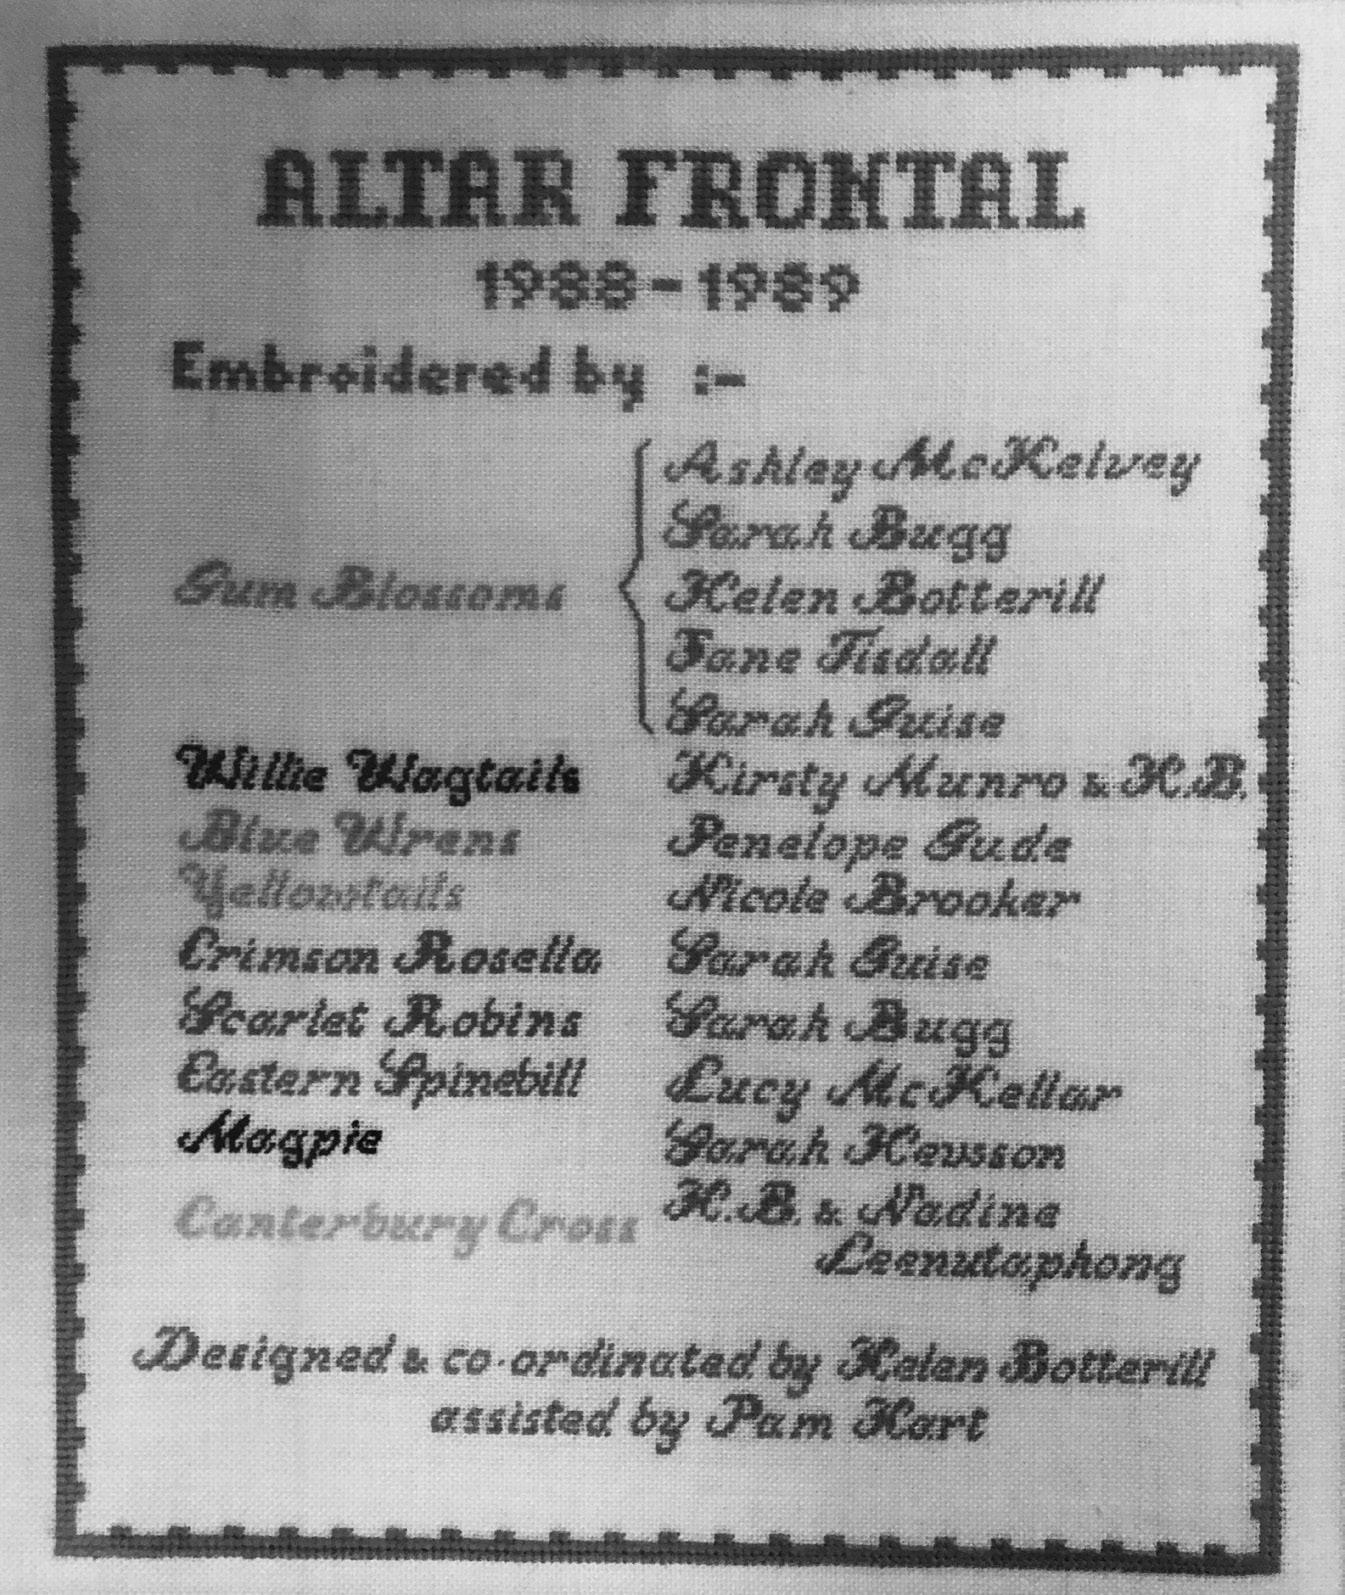 ALTAR FRONTAL
1988-1989
Embroidered by :-
Ashley McKelvey
Sarah Bugg
Gum Blossoms Helen Botterill
Jane Tisdall
Sarah Guise
Willie Wagtails Kirsty Munro & H.B.
Blue Wrens Penelope Gude
Yellowtails Nicole Brooker
Crimson Rosella Sarah Guise
Scarlet Robins Sarah Bugg
Eastern Spinebill Lucy McKellar
Magpie Sarah Hewsson
Canterbury Cross H.B. & Nadine
Leenutaphong
Designed & co-ordinated by Helen Botterill
assisted by Pam Hart